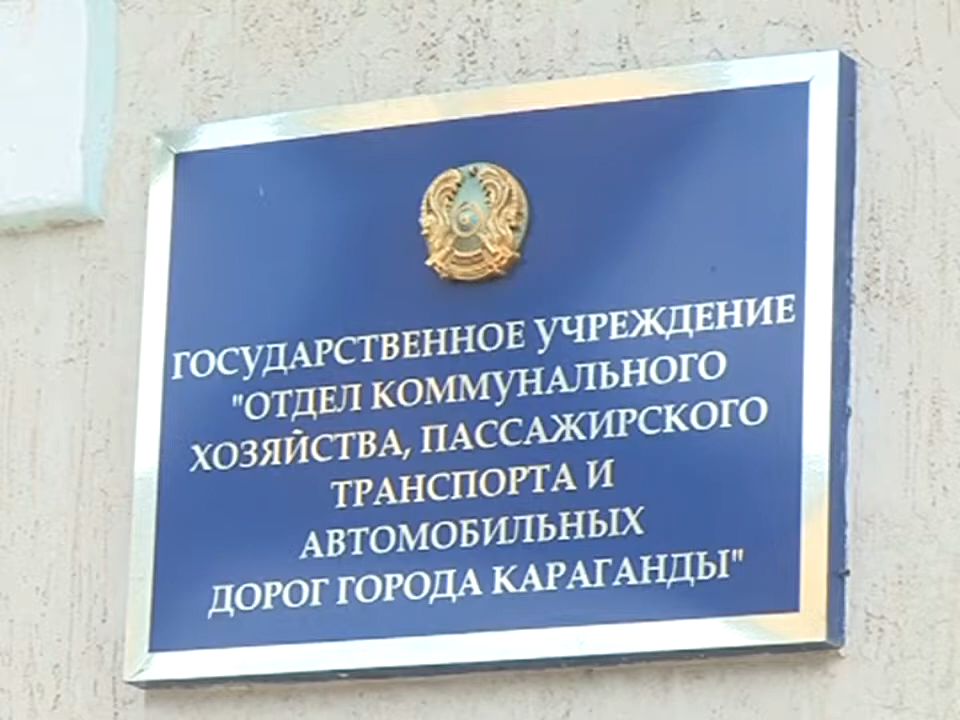 ГОСУДАРСТВЕННОЕ УЧРЕЖДЕНИЕ
"ОТДЕЛ КОММУНАЛЬНОГО
ХОЗЯЙСТВА, ПАССАЖИРСКОГО
ТРАНСПОРТА И
АВТОМОБИЛЬНЫХ
ДОРОГ ГОРОДА КАРАГАНДЫ"